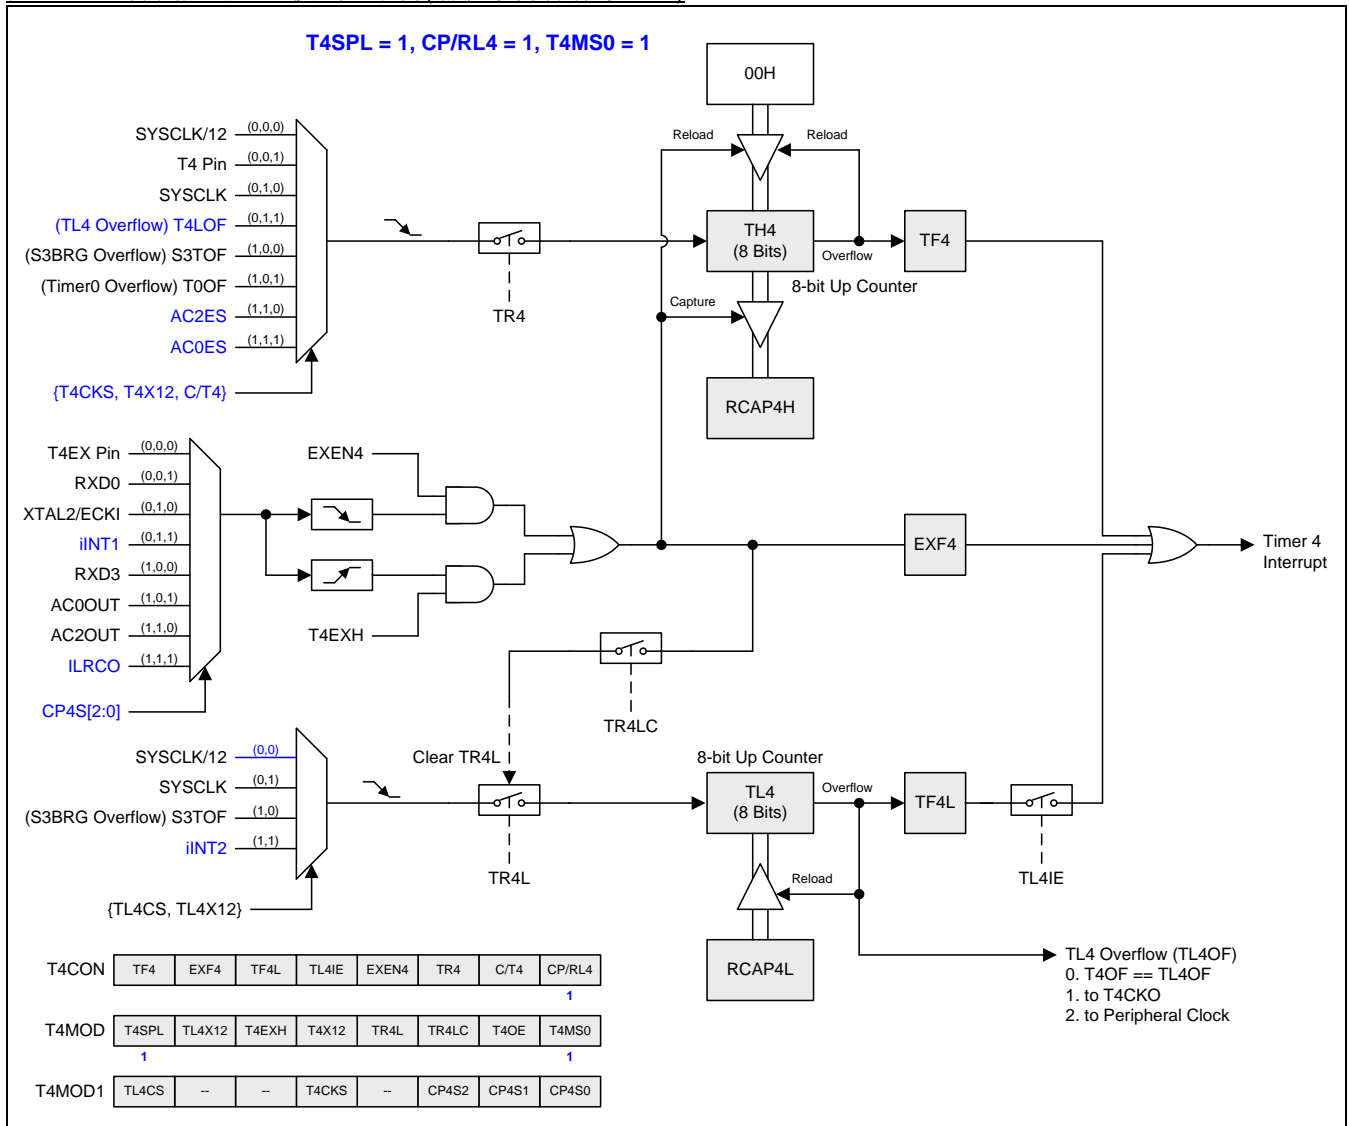 T4SPL = 1, CP/RL4 = 1, T4MS0 = 1
00H
Reload
Reload
SYSCLK/12 (0,0,0)
T4 Pin (0,0,1)
SYSCLK (0,1,0)
(TL4 Overflow) T4LOF (0,1,1)
(S3BRG Overflow) S3TOF (1,0,0)
(Timer0 Overflow) T0OF (1,0,1)
AC2ES (1,1,0)
AC0ES (1,1,1)
{T4CKS, T4X12, C/T4}
TR4
TH4
(8 Bits)
Overflow
TF4
8-bit Up Counter
Capture
RCAP4H
T4EX Pin (0,0,0)
RXD0 (0,0,1)
XTAL2/ECKI (0,1,0)
iINT1 (0,1,1)
RXD3 (1,0,0)
AC0OUT (1,0,1)
AC2OUT (1,1,0)
ILRCO (1,1,1)
CP4S[2:0]
EXEN4
T4EXH
EXF4
Timer 4
Interrupt
TR4LC
Clear TR4L
SYSCLK/12 (0,0)
SYSCLK (0,1)
(S3BRG Overflow) S3TOF (1,0)
iINT2 (1,1)
{TL4CS, TL4X12}
TR4L
8-bit Up Counter
TL4
(8 Bits)
Overflow
TF4L
TL4IE
Reload
RCAP4L
TL4 Overflow (TL4OF)
0. T4OF == TL4OF
1. to T4CKO
2. to Peripheral Clock
T4CON TF4 EXF4 TF4L TL4IE EXEN4 TR4 C/T4 CP/RL4
1
T4MOD T4SPL TL4X12 T4EXH T4X12 TR4L TR4LC T4OE T4MS0
1 1
T4MOD1 TL4CS -- -- T4CKS -- CP4S2 CP4S1 CP4S0